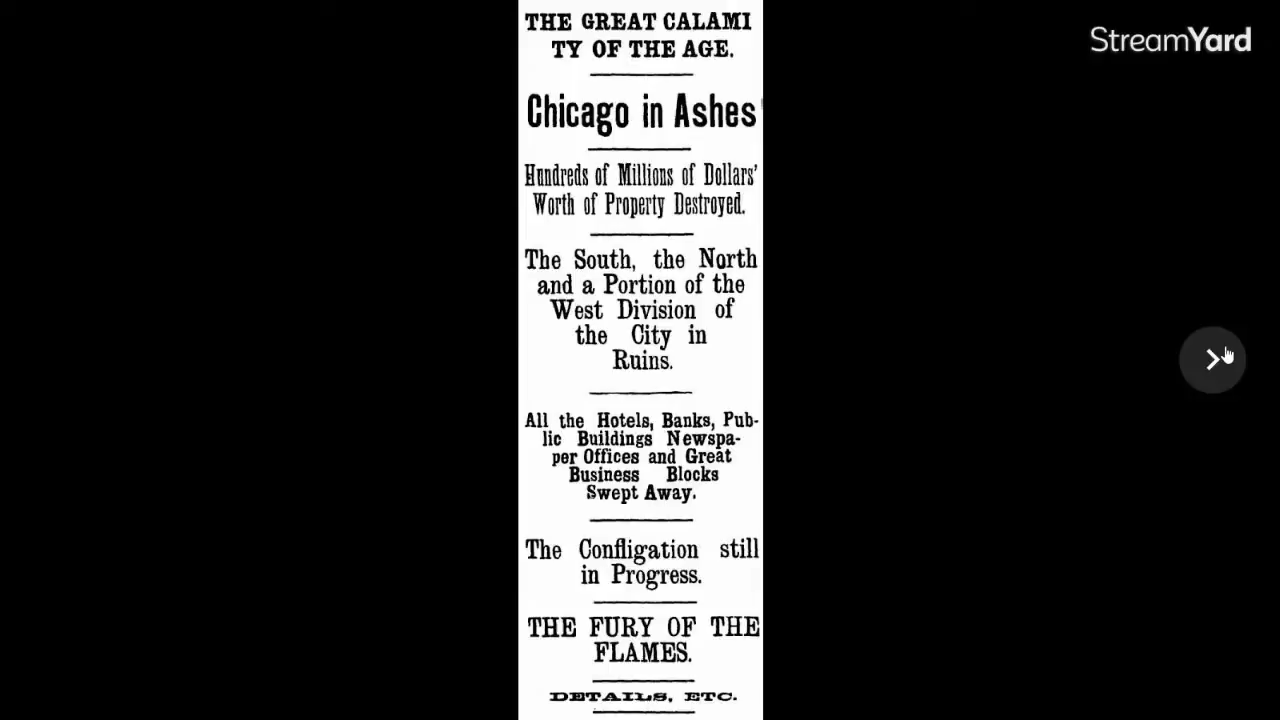 THE GREAT CALAMI
TY OF THE AGE.
Chicago in Ashes
Hundreds of Millions of Dollars'
Worth of Property Destroyed.
The South, the North
and a Portion of the
West Division of
the City in
Ruins.
All the Hotels, Banks, Pub-
lic Buildings Newspa-
per Offices and Great
Business Blocks
Swept Away.
The Confligation still
in Progress.
THE FURY OF THE
FLAMES.
DETAILS, ETC.
StreamYard